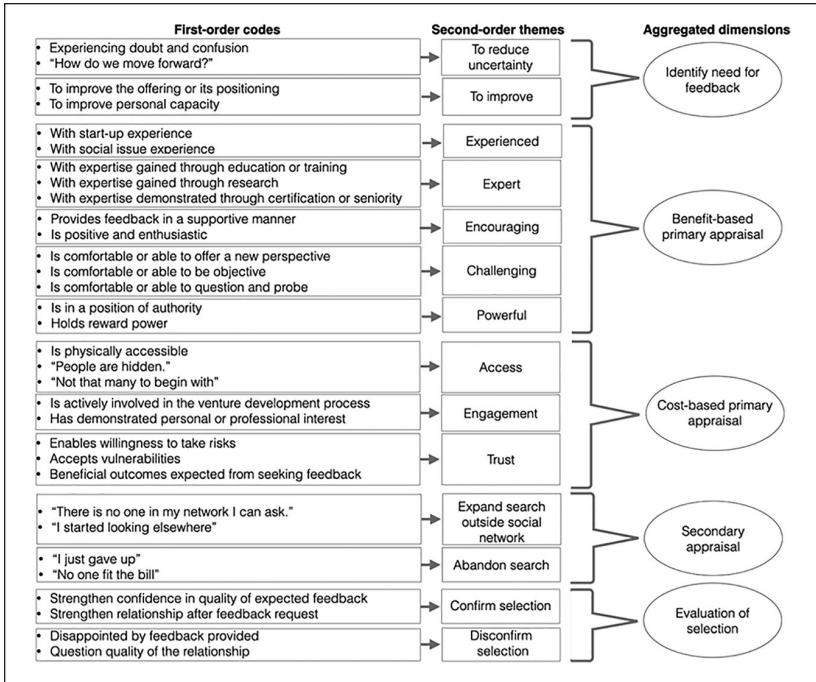 First-order codes
Second-order themes
Aggregated dimensions
• Experiencing doubt and confusion
• “How do we move forward?”
To reduce
uncertainty
• To improve the offering or its positioning
• To improve personal capacity
To improve
Identify need for
feedback
• With start-up experience
• With social issue experience
Experienced
• With expertise gained through education or training
• With expertise gained through research
• With expertise demonstrated through certification or seniority
Expert
• Provides feedback in a supportive manner
• Is positive and enthusiastic
Encouraging
• Is comfortable or able to offer a new perspective
• Is comfortable or able to be objective
• Is comfortable or able to question and probe
Challenging
• Is in a position of authority
• Holds reward power
Powerful
Benefit-based
primary appraisal
• Is physically accessible
• “People are hidden.”
• “Not that many to begin with”
Access
• Is actively involved in the venture development process
• Has demonstrated personal or professional interest
Engagement
• Enables willingness to take risks
• Accepts vulnerabilities
• Beneficial outcomes expected from seeking feedback
Trust
Cost-based primary
appraisal
• “There is no one in my network I can ask.”
• “I started looking elsewhere”
Expand search
outside social
network
• “I just gave up”
• “No one fit the bill”
Abandon search
Secondary
appraisal
• Strengthen confidence in quality of expected feedback
• Strengthen relationship after feedback request
Confirm selection
• Disappointed by feedback provided
• Question quality of the relationship
Disconfirm
selection
Evaluation of
selection